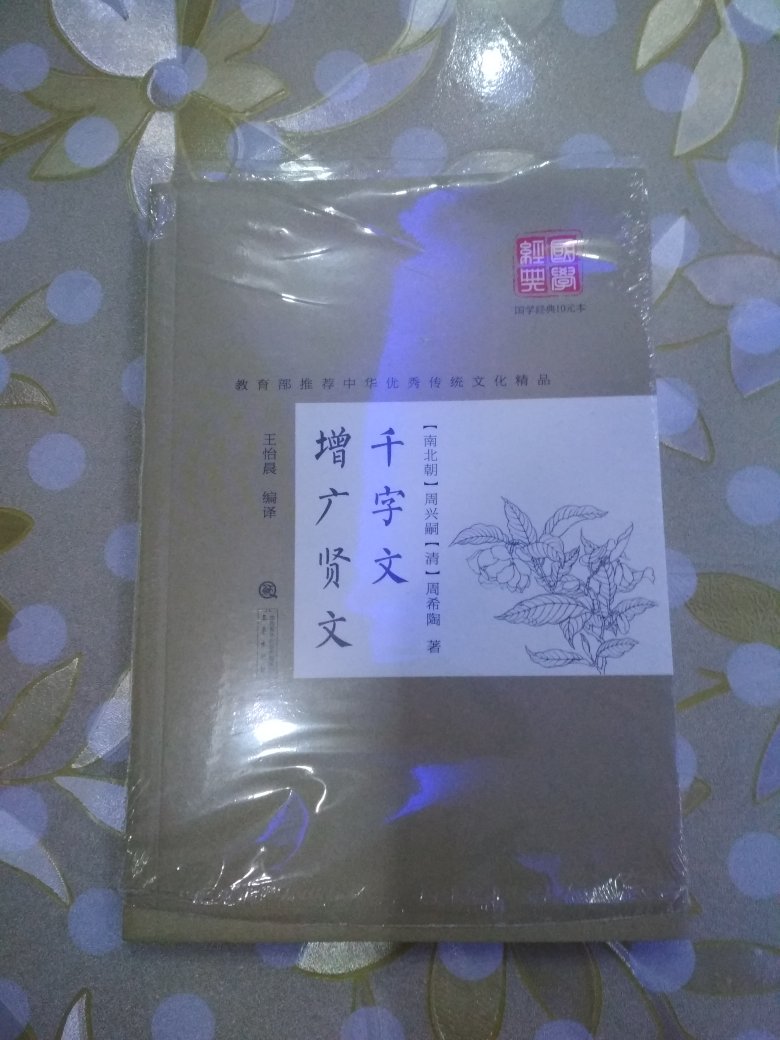 國學經典
国学经典10元本
教育部推荐中华优秀传统文化精品
【南北朝】周兴嗣【清】周希陶 著
千字文
增广贤文
王怡晨 编译